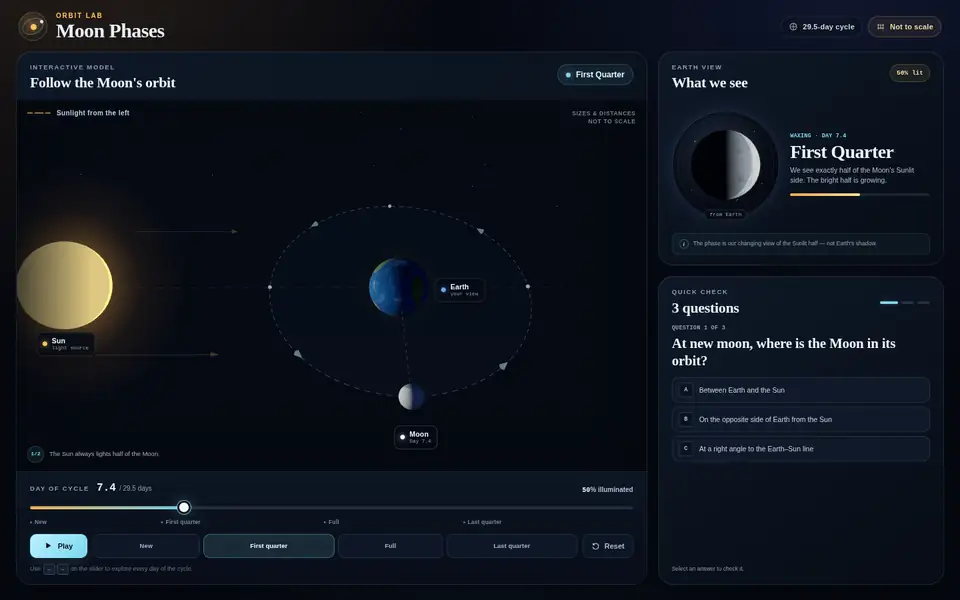 ORBIT LAB
Moon Phases
29.5-day cycle
Not to scale
INTERACTIVE MODEL
Follow the Moon's orbit
First Quarter
Sunlight from the left
SIZES & DISTANCES
NOT TO SCALE
Earth
your view
Sun
light source
Moon
Day 7.4
1/2
The Sun always lights half of the Moon.
DAY OF CYCLE 7.4 / 29.5 days
50% illuminated
• New
• First quarter
• Full
• Last quarter
Play
New
First quarter
Full
Last quarter
Reset
Use ← → on the slider to explore every day of the cycle.
EARTH VIEW
What we see
50% lit
from Earth
WAXING · DAY 7.4
First Quarter
We see exactly half of the Moon's Sunlit
side. The bright half is growing.
i
The phase is our changing view of the Sunlit half — not Earth's shadow.
QUICK CHECK
3 questions
QUESTION 1 OF 3
At new moon, where is the Moon in its
orbit?
A Between Earth and the Sun
B On the opposite side of Earth from the Sun
C At a right angle to the Earth–Sun line
Select an answer to check it.